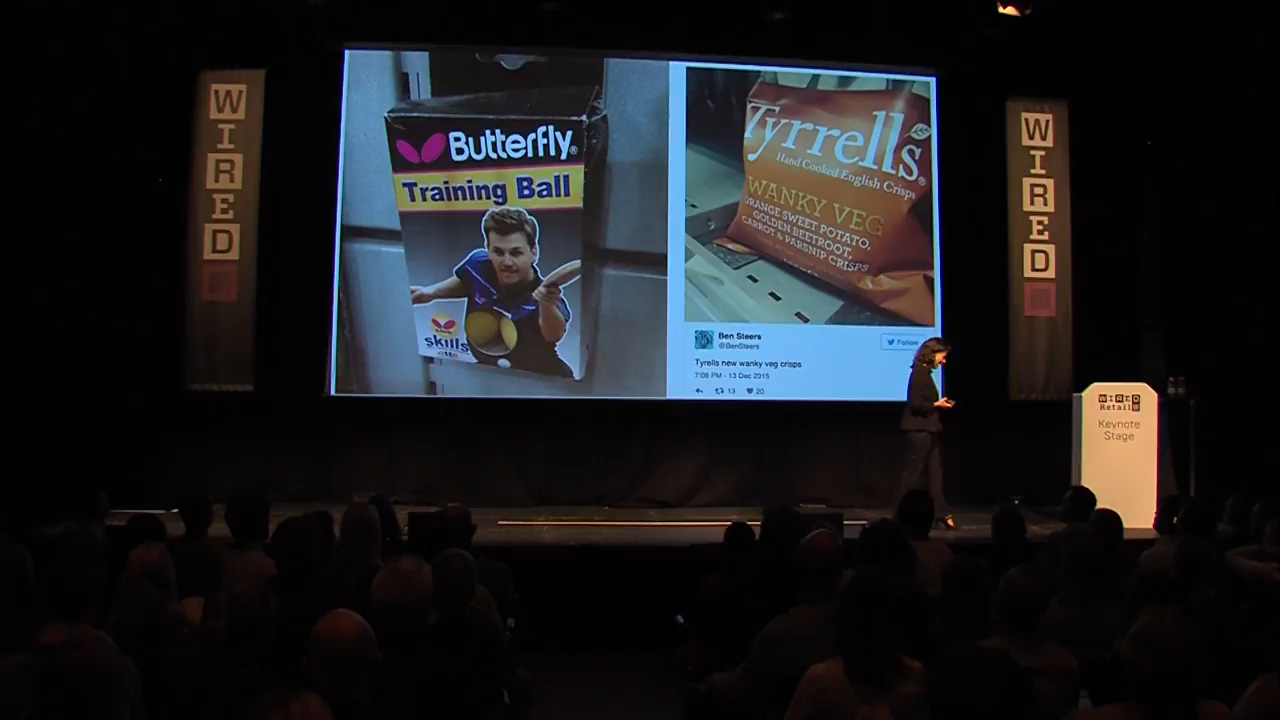 WIRED
Butterfly®
Training Ball
skills
Tyrrells®
Hand Cooked English Crisps
WANKY VEG
ORANGE SWEET POTATO,
GOLDEN BEETROOT,
CARROT & PARSNIP CRISPS
Ben Steers
@BenSteers
Follow
Tyrells new wanky veg crisps
7:08 PM - 13 Dec 2015
13
20
WIRED
WIRED
Retail
Keynote
Stage